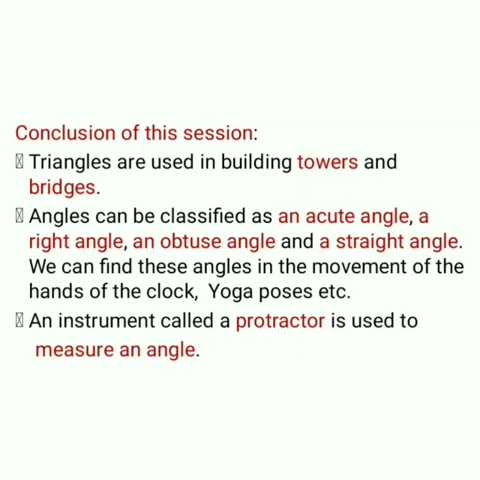 Conclusion of this session:
Triangles are used in building towers and
bridges.
Angles can be classified as an acute angle, a
right angle, an obtuse angle and a straight angle.
We can find these angles in the movement of the
hands of the clock, Yoga poses etc.
An instrument called a protractor is used to
measure an angle.